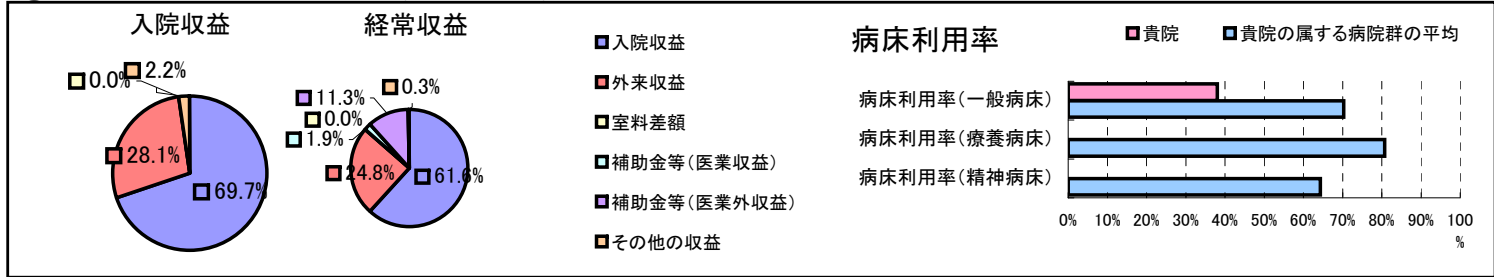 入院収益
0.0%
2.2%
28.1%
69.7%
経常収益
0.3%
11.3%
0.0%
1.9%
24.8%
61.6%
入院収益
外来収益
室料差額
補助金等(医業収益)
補助金等(医業外収益)
その他の収益
病床利用率
貴院 貴院の属する病院群の平均
病床利用率(一般病床)
病床利用率(療養病床)
病床利用率(精神病床)
0% 10% 20% 30% 40% 50% 60% 70% 80% 90% 100
%